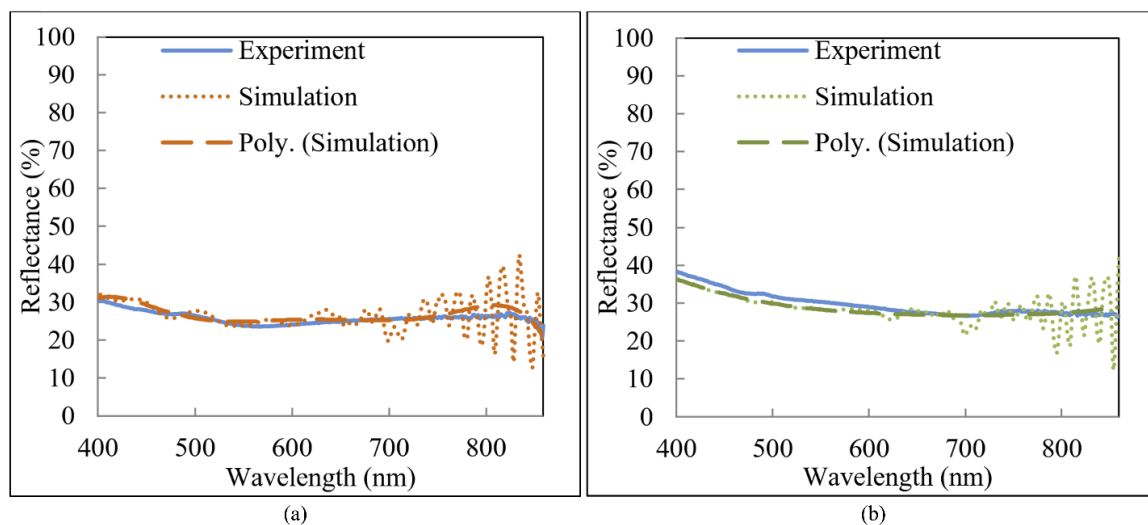 100
90
80
70
60
50
40
30
20
10
0
Reflectance (%)
Experiment
Simulation
Poly. (Simulation)
400 500 600 700 800
Wavelength (nm)
(a)
100
90
80
70
60
50
40
30
20
10
0
Reflectance (%)
Experiment
Simulation
Poly. (Simulation)
400 500 600 700 800
Wavelength (nm)
(b)